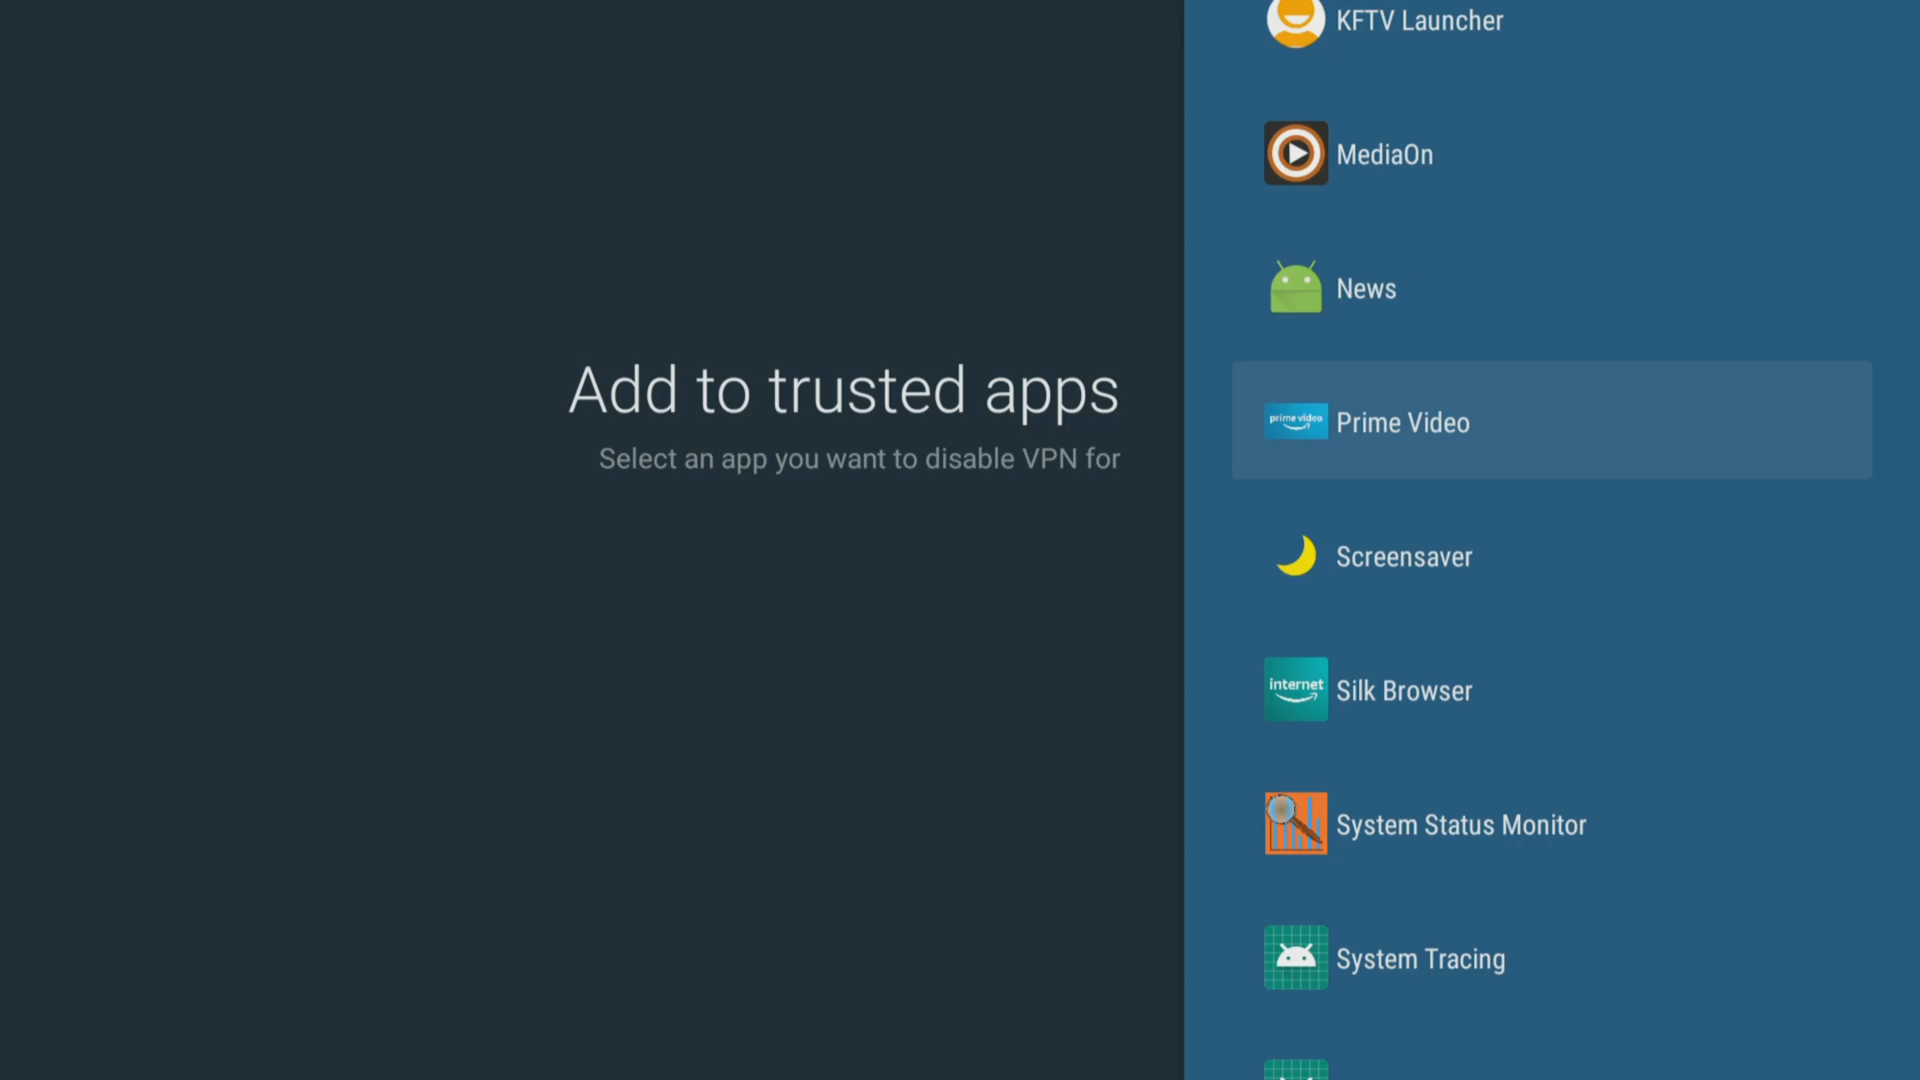 Add to trusted apps
Select an app you want to disable VPN for
KFTV Launcher
MediaOn
News
prime video
Prime Video
Screensaver
internet
Silk Browser
System Status Monitor
System Tracing